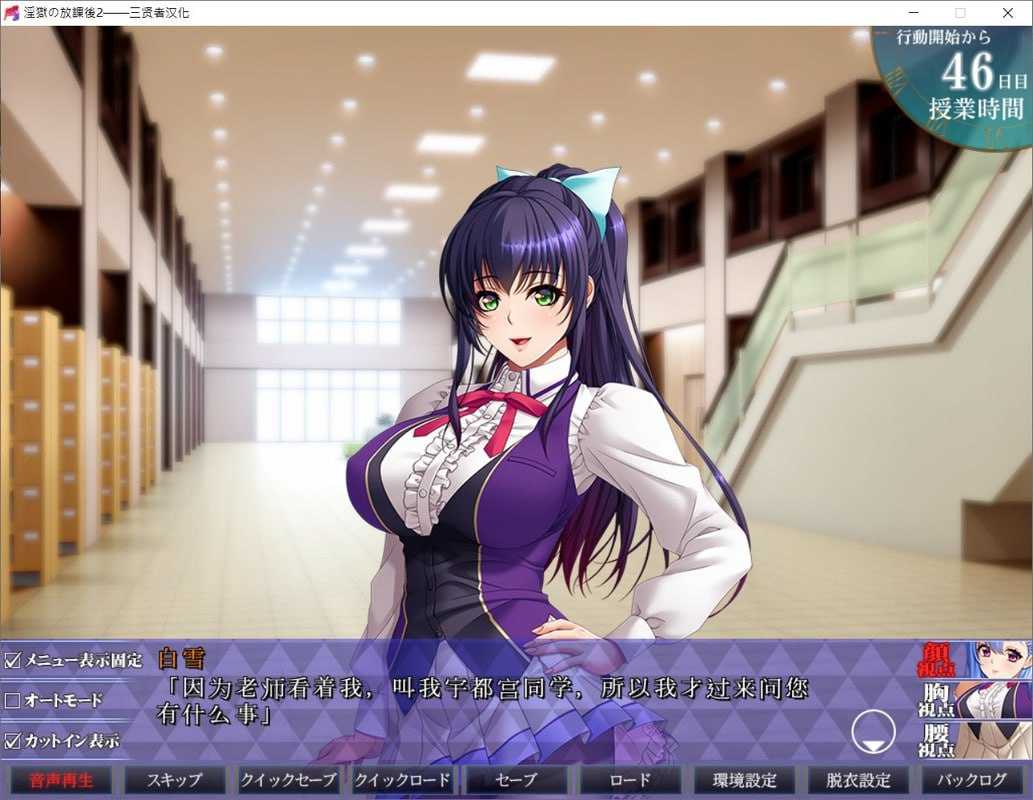 淫獄の放課後2——三贤者汉化
行動開始から
46日目
授業時間
メニュー表示固定
オートモード
カットイン表示
白雪
「因为老师看着我，叫我宇都宫同学，所以我才过来问您
有什么事」
顔
視点
胸
視点
腰
視点
音声再生 スキップ クイックセーブ クイックロード セーブ ロード 環境設定 脱衣設定 バックログ